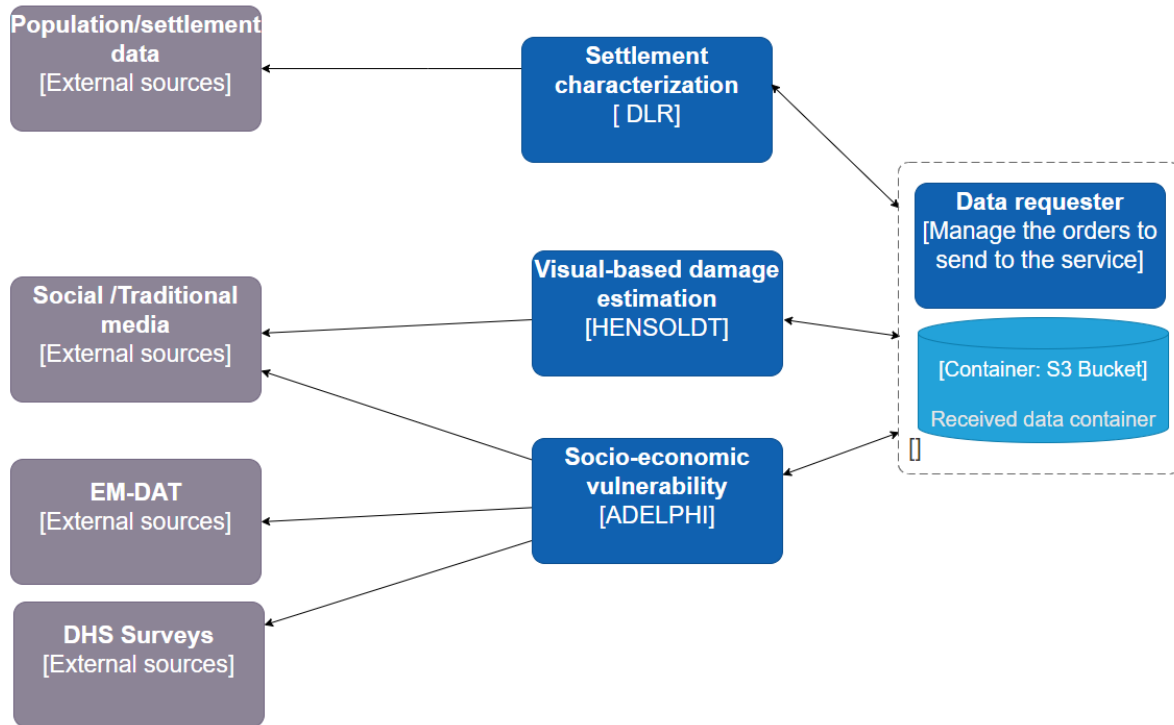 Population/settlement
data
[External sources]
Settlement
characterization
[ DLR]
Data requester
[Manage the orders to
send to the service]
Visual-based damage
estimation
[HENSOLDT]
Social /Traditional
media
[External sources]
[Container: S3 Bucket]
Received data container
[]
Socio-economic
vulnerability
[ADELPHI]
EM-DAT
[External sources]
DHS Surveys
[External sources]